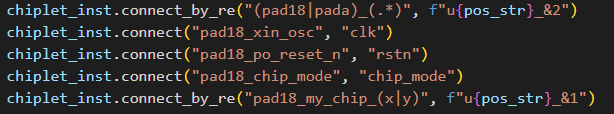 chiplet_inst.connect_by_re("(pad18|pada)_(.*)", f"u{pos_str}_&2")
chiplet_inst.connect("pad18_xin_osc", "clk")
chiplet_inst.connect("pad18_po_reset_n", "rstn")
chiplet_inst.connect("pad18_chip_mode", "chip_mode")
chiplet_inst.connect_by_re("pad18_my_chip_(x|y)", f"u{pos_str}_&1")